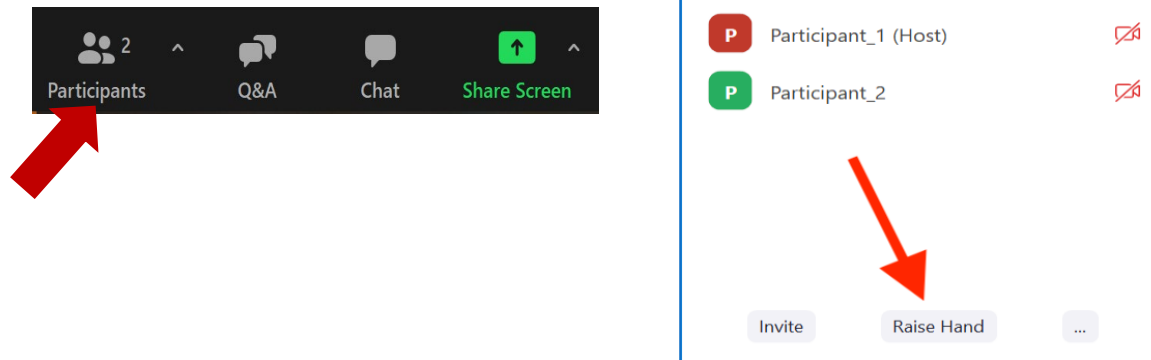 2
Participants Q&A Chat Share Screen
P Participant_1 (Host)
P Participant_2
Invite Raise Hand ...